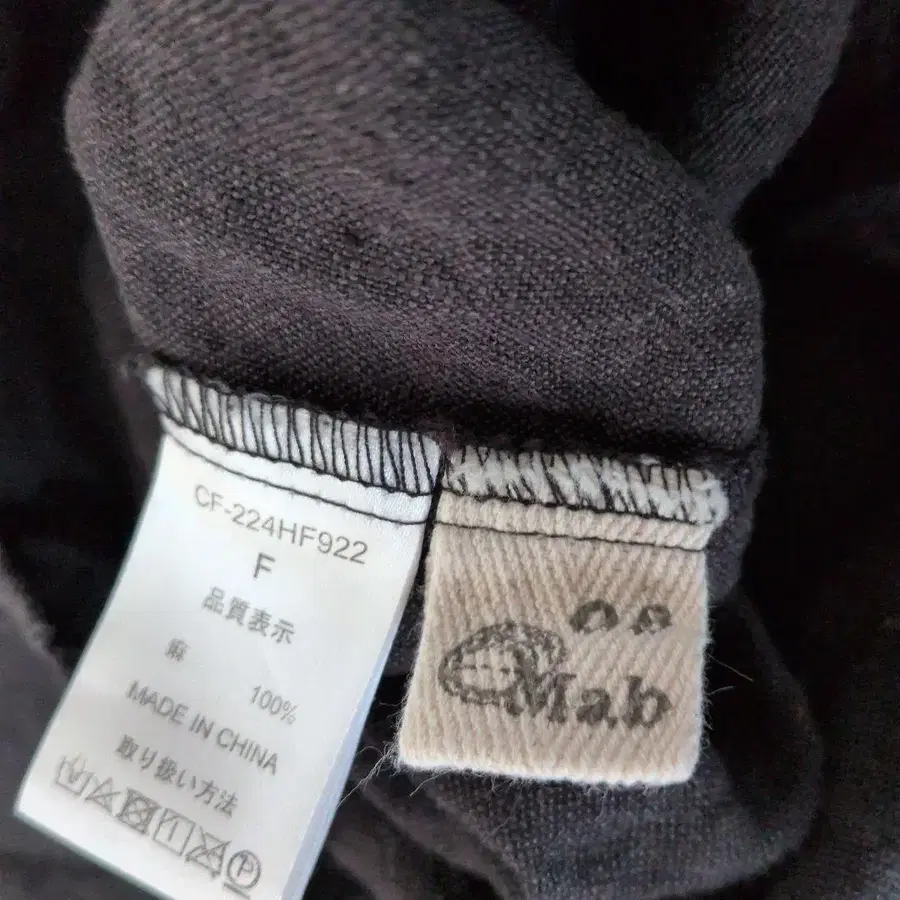 CF-224HF922
F
品質表示
麻 100%
MADE IN CHINA
取り扱い方法
P
Mab